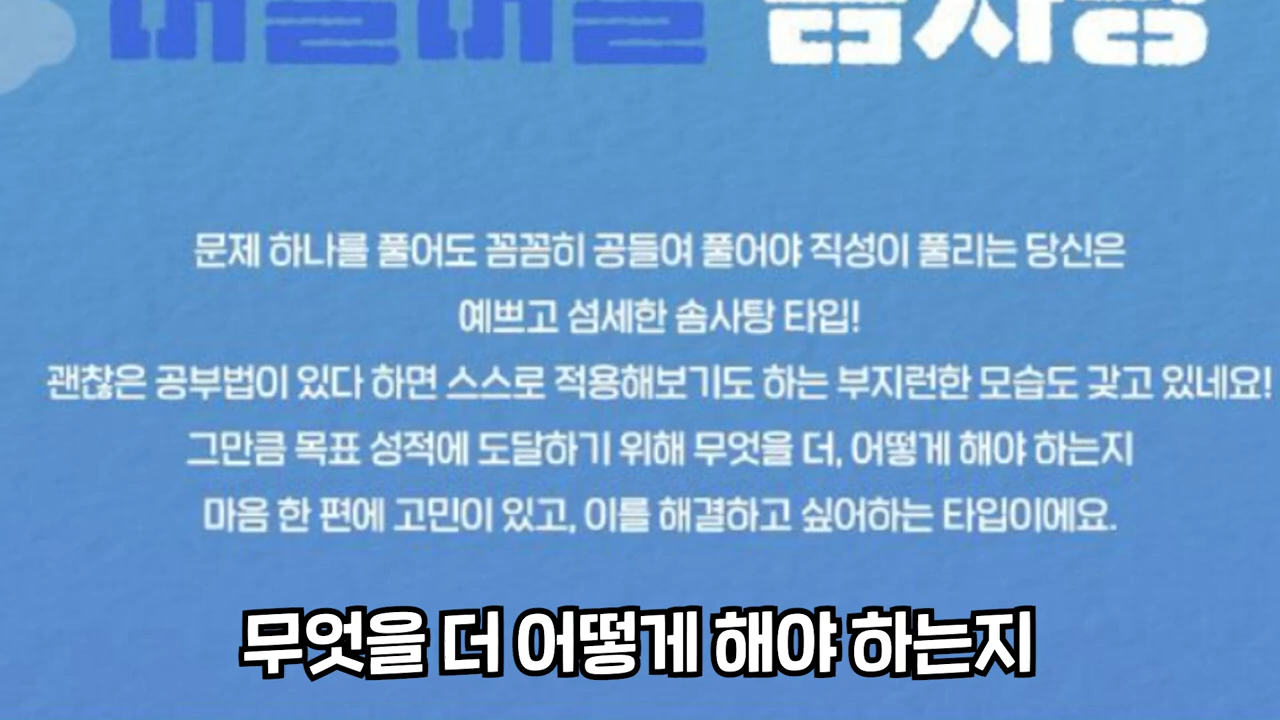 솜사탕
문제 하나를 풀어도 꼼꼼히 공들여 풀어야 직성이 풀리는 당신은
예쁘고 섬세한 솜사탕 타입!
괜찮은 공부법이 있다 하면 스스로 적용해보기도 하는 부지런한 모습도 갖고 있네요!
그만큼 목표 성적에 도달하기 위해 무엇을 더, 어떻게 해야 하는지
마음 한 편에 고민이 있고, 이를 해결하고 싶어하는 타입이에요.
무엇을 더 어떻게 해야 하는지